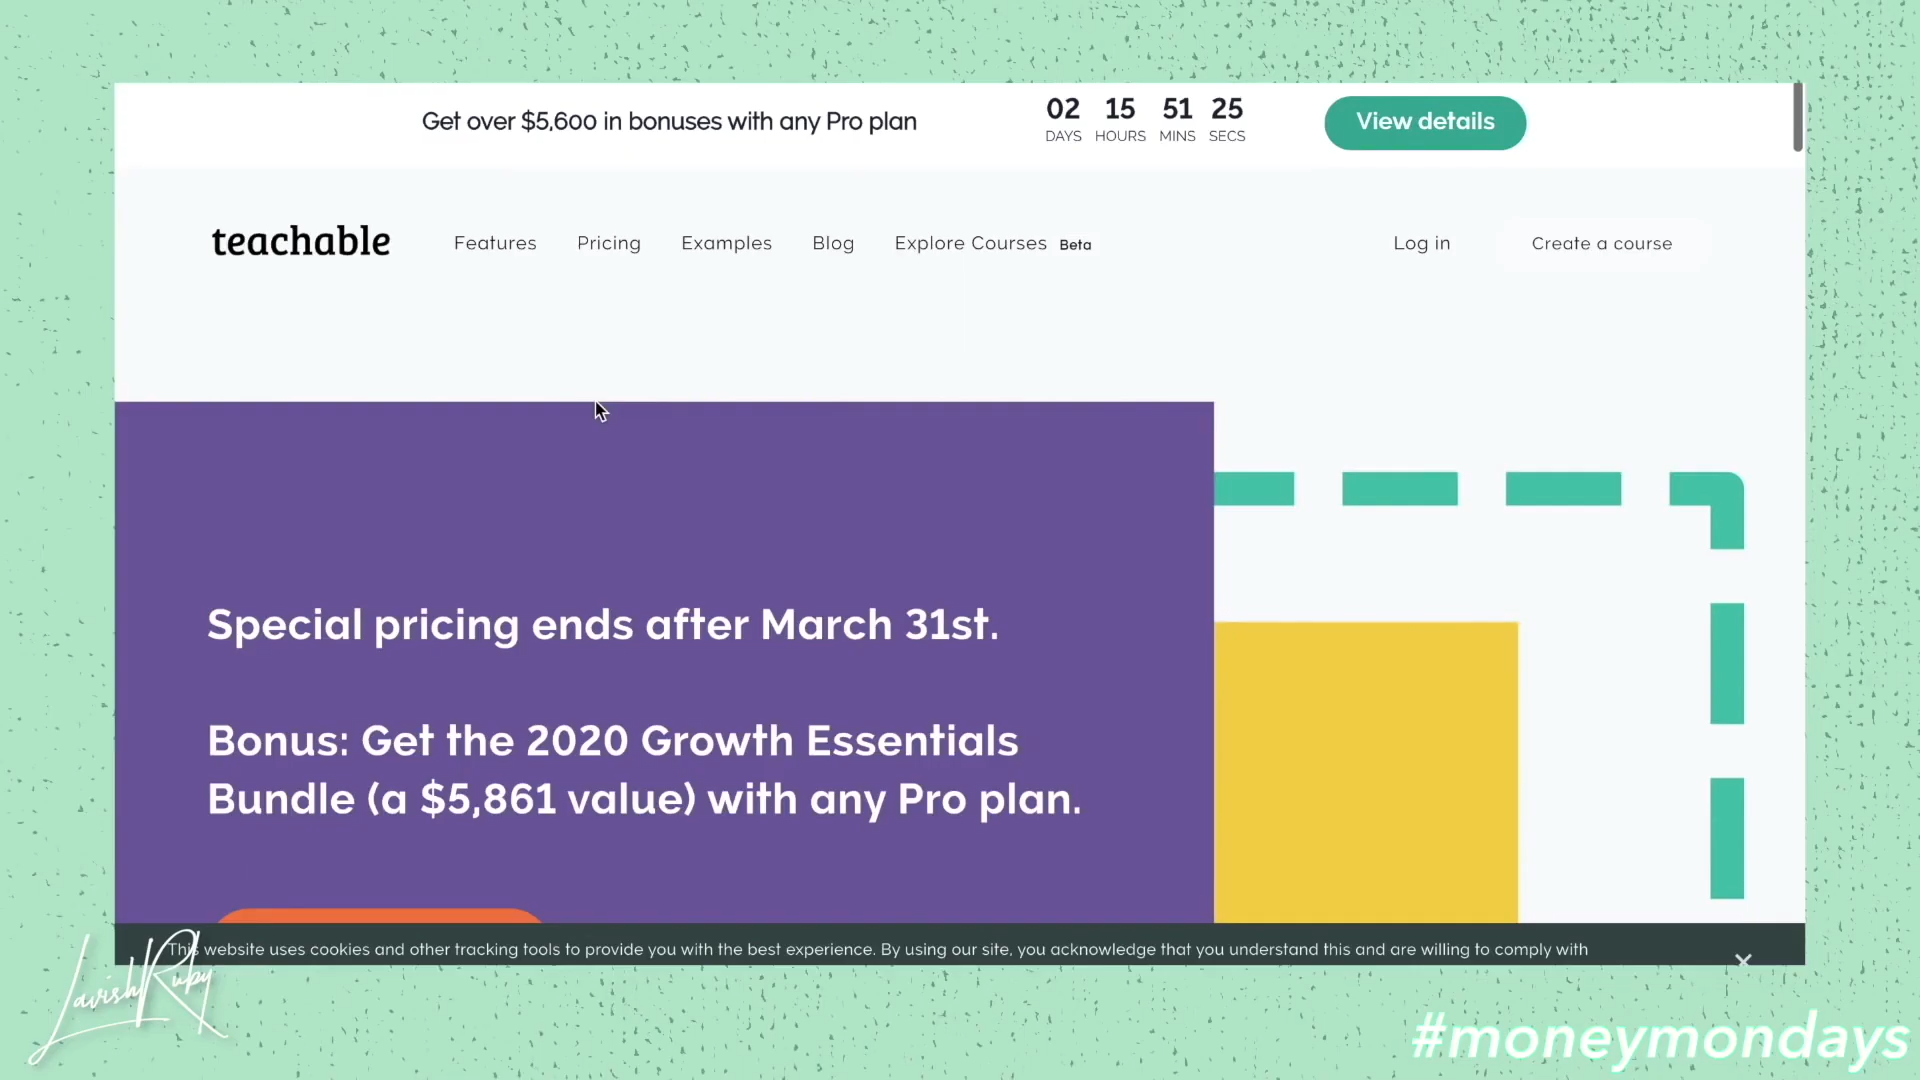 Get over $5,600 in bonuses with any Pro plan
02 15 51 25
DAYS HOURS MINS SECS
View details
teachable
Features Pricing Examples Blog Explore Courses Beta
Log in Create a course
Special pricing ends after March 31st.
Bonus: Get the 2020 Growth Essentials
Bundle (a $5,861 value) with any Pro plan.
This website uses cookies and other tracking tools to provide you with the best experience. By using our site, you acknowledge that you understand this and are willing to comply with
LavishRuby
#moneymondays